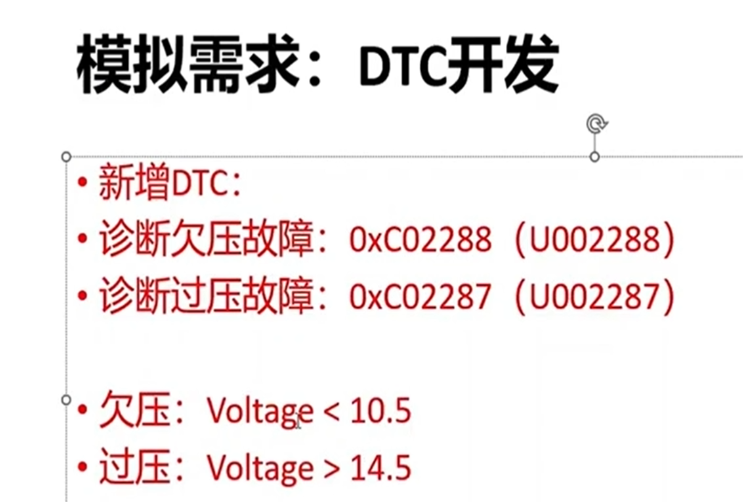 模拟需求：DTC开发
• 新增DTC：
• 诊断欠压故障：0xC02288（U002288）
• 诊断过压故障：0xC02287（U002287）
• 欠压：Voltage < 10.5
• 过压：Voltage > 14.5